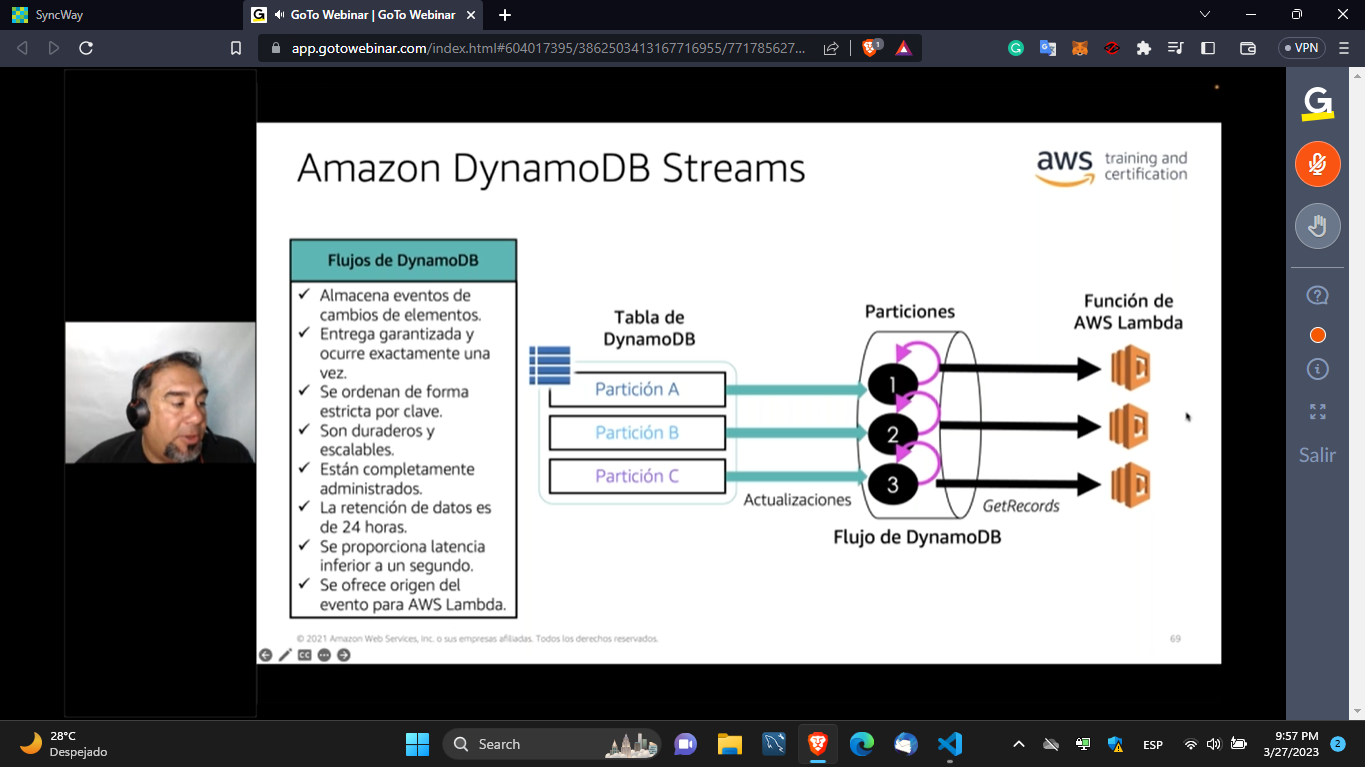 SyncWay
GoTo Webinar | GoTo Webinar
app.gotowebinar.com/index.html#604017395/3862503413167716955/771785627...
1
VPN
Amazon DynamoDB Streams
aws training and
certification
Flujos de DynamoDB
✓ Almacena eventos de
cambios de elementos.
✓ Entrega garantizada y
ocurre exactamente una
vez.
✓ Se ordenan de forma
estricta por clave.
✓ Son duraderos y
escalables.
✓ Están completamente
administrados.
✓ La retención de datos es
de 24 horas.
✓ Se proporciona latencia
inferior a un segundo.
✓ Se ofrece origen del
evento para AWS Lambda.
Tabla de
DynamoDB
Partición A
Partición B
Partición C
Actualizaciones
Particiones
1
2
3
Flujo de DynamoDB
GetRecords
Función de
AWS Lambda
© 2021 Amazon Web Services, Inc. o sus empresas afiliadas. Todos los derechos reservados.
69
CC
G
Salir
28°C
Despejado
Search
ESP
9:57 PM
3/27/2023
2